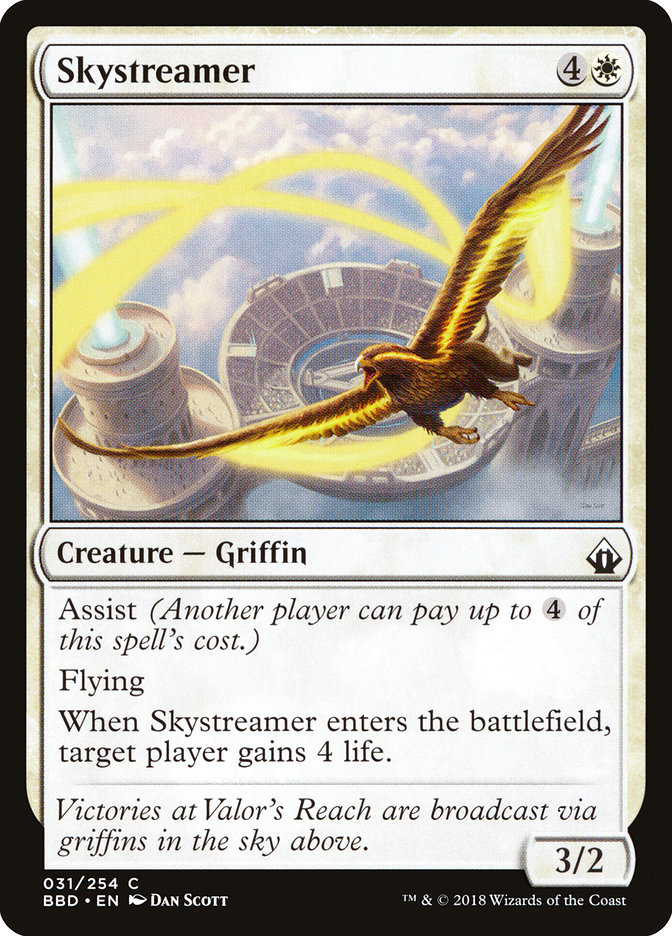 Skystreamer 4
Creature — Griffin
Assist (Another player can pay up to 4 of
this spell's cost.)
Flying
When Skystreamer enters the battlefield,
target player gains 4 life.
Victories at Valor's Reach are broadcast via
griffins in the sky above.
3/2
031/254 C
BBD • EN Dan Scott
™ & © 2018 Wizards of the Coast